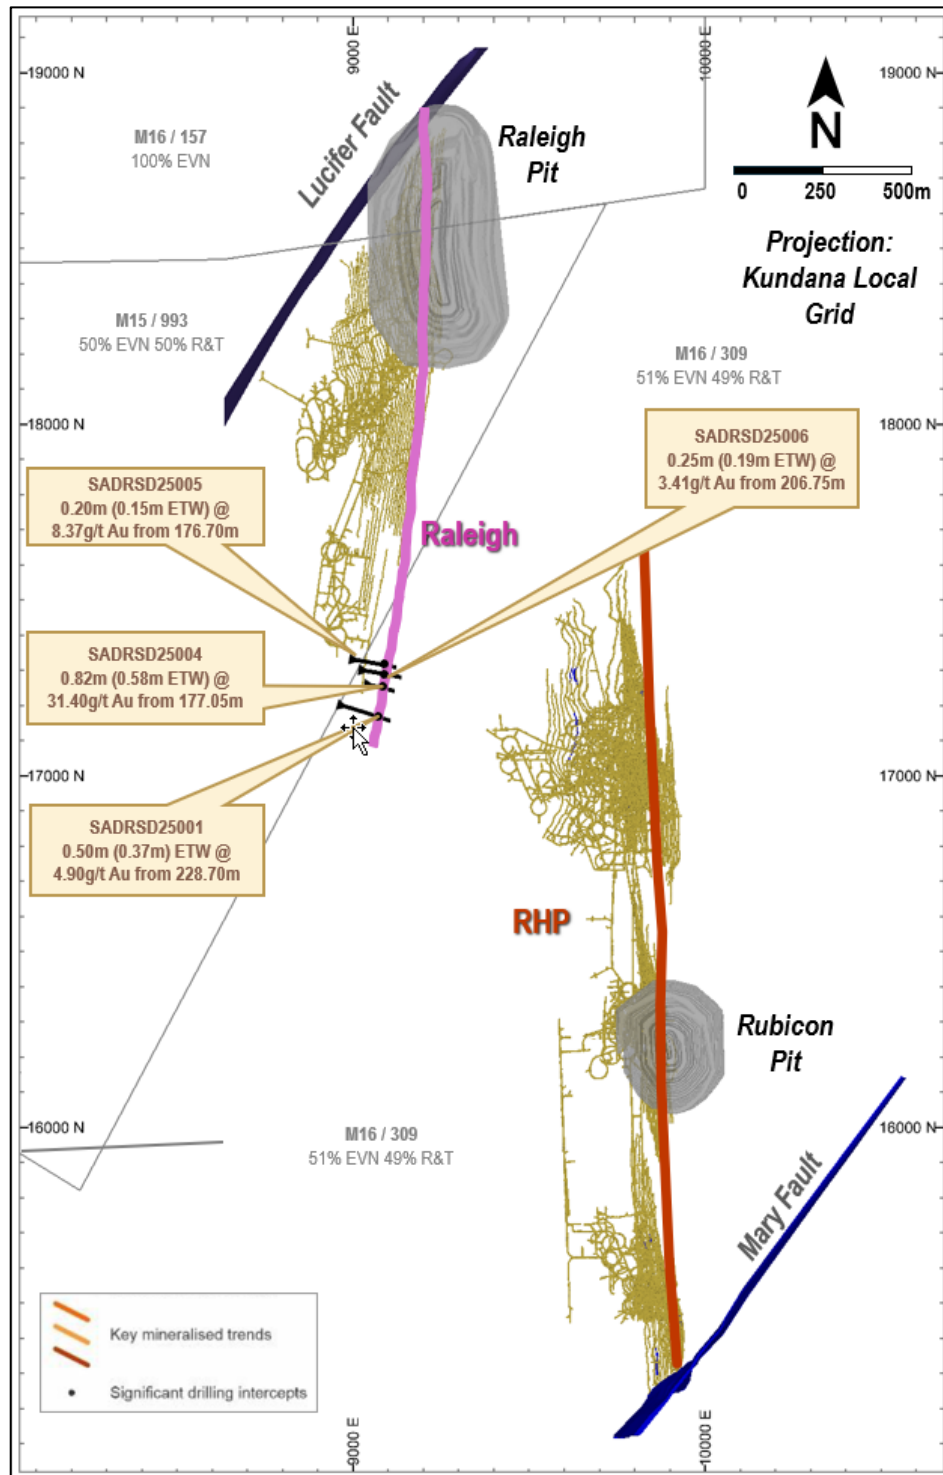 9000 E
10000 E
19000 N
19000 N
Lucifer Fault
M16 / 157
100% EVN
Raleigh
Pit
N
0 250 500m
Projection:
Kundana Local
Grid
M15 / 993
50% EVN 50% R&T
M16 / 309
51% EVN 49% R&T
18000 N
18000 N
SADRSD25006
0.25m (0.19m ETW) @
3.41g/t Au from 206.75m
SADRSD25005
0.20m (0.15m ETW) @
8.37g/t Au from 176.70m
Raleigh
SADRSD25004
0.82m (0.58m ETW) @
31.40g/t Au from 177.05m
17000 N
17000 N
SADRSD25001
0.50m (0.37m) ETW @
4.90g/t Au from 228.70m
RHP
Rubicon
Pit
16000 N
16000 N
M16 / 309
51% EVN 49% R&T
Mary Fault
Key mineralised trends
Significant drilling intercepts
9000 E
10000 E